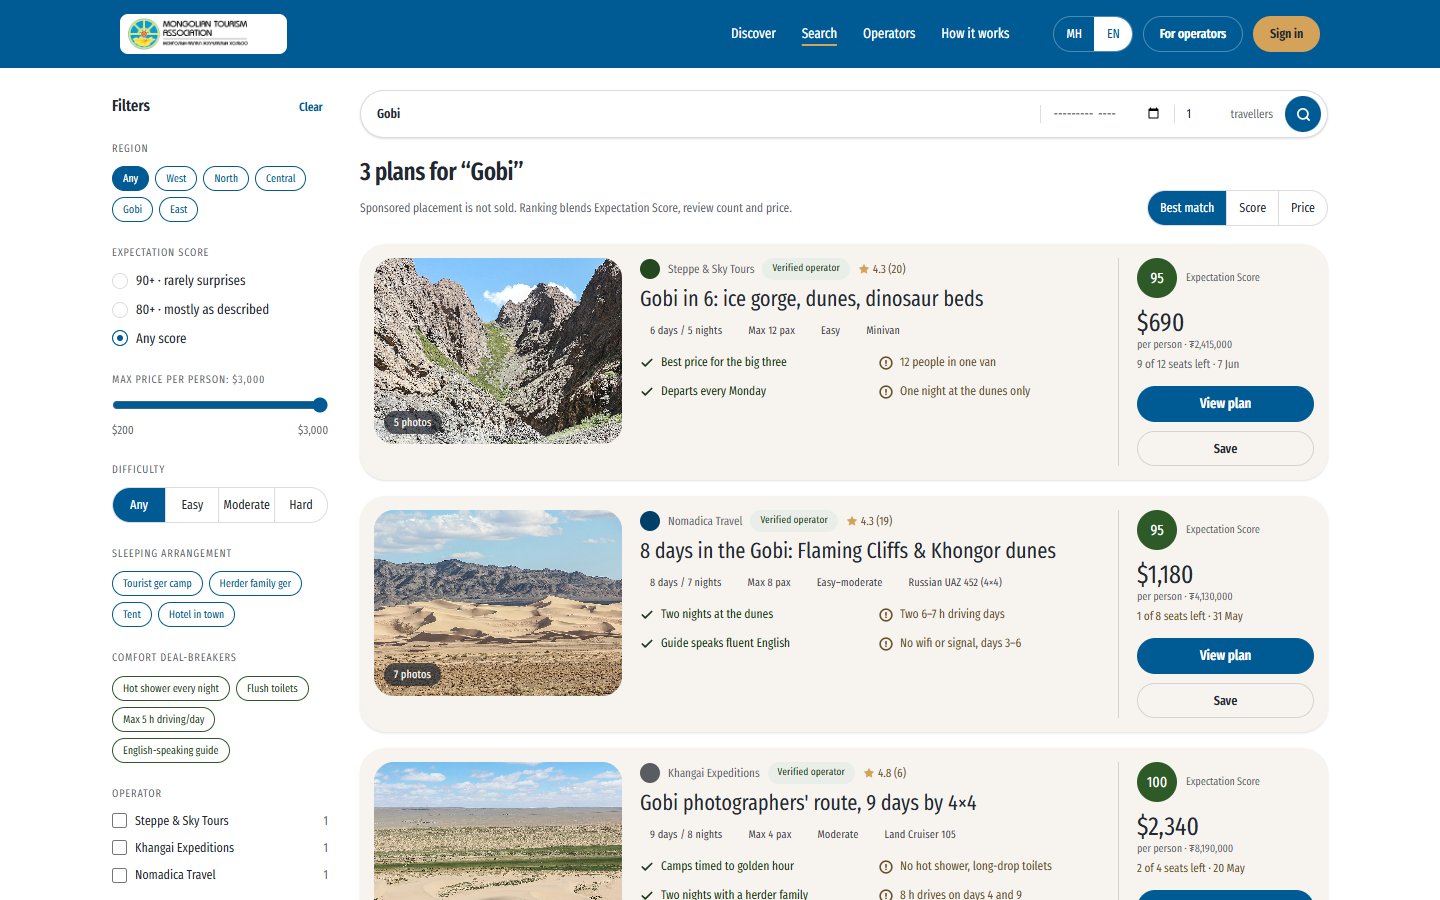 MONGOLIAN TOURISM
ASSOCIATION
Discover
Search
Operators
How it works
МН
EN
For operators
Sign in
Filters
Clear
REGION
Any
West
North
Central
Gobi
East
EXPECTATION SCORE
90+ · rarely surprises
80+ · mostly as described
Any score
MAX PRICE PER PERSON: $3,000
$200
$3,000
DIFFICULTY
Any
Easy
Moderate
Hard
SLEEPING ARRANGEMENT
Tourist ger camp
Herder family ger
Tent
Hotel in town
COMFORT DEAL-BREAKERS
Hot shower every night
Flush toilets
Max 5 h driving/day
English-speaking guide
OPERATOR
Steppe & Sky Tours 1
Khangai Expeditions 1
Nomadica Travel 1
Gobi
--------- ----
1
travellers
3 plans for “Gobi”
Sponsored placement is not sold. Ranking blends Expectation Score, review count and price.
Best match
Score
Price
5 photos
Steppe & Sky Tours
Verified operator
4.3 (20)
Gobi in 6: ice gorge, dunes, dinosaur beds
6 days / 5 nights
Max 12 pax
Easy
Minivan
Best price for the big three
12 people in one van
Departs every Monday
One night at the dunes only
95
Expectation Score
$690
per person · ₮2,415,000
9 of 12 seats left · 7 Jun
View plan
Save
7 photos
Nomadica Travel
Verified operator
4.3 (19)
8 days in the Gobi: Flaming Cliffs & Khongor dunes
8 days / 7 nights
Max 8 pax
Easy–moderate
Russian UAZ 452 (4×4)
Two nights at the dunes
Two 6–7 h driving days
Guide speaks fluent English
No wifi or signal, days 3–6
95
Expectation Score
$1,180
per person · ₮4,130,000
1 of 8 seats left · 31 May
View plan
Save
Khangai Expeditions
Verified operator
4.8 (6)
Gobi photographers' route, 9 days by 4×4
9 days / 8 nights
Max 4 pax
Moderate
Land Cruiser 105
Camps timed to golden hour
No hot shower, long-drop toilets
Two nights with a herder family
8 h drives on days 4 and 9
100
Expectation Score
$2,340
per person · ₮8,190,000
2 of 4 seats left · 20 May